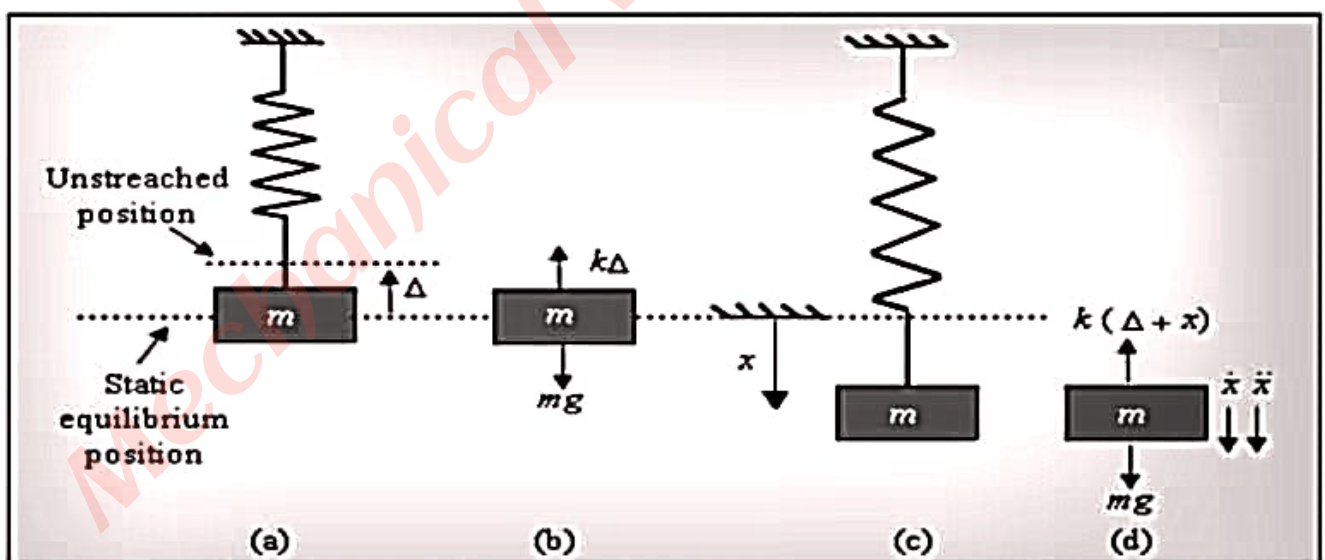 Mechanical
Unstreached
position
Δ
m
Static
equilibrium
position
(a)
kΔ
m
mg
(b)
x
m
(c)
k (Δ + x)
m
ẋ ẍ
mg
(d)